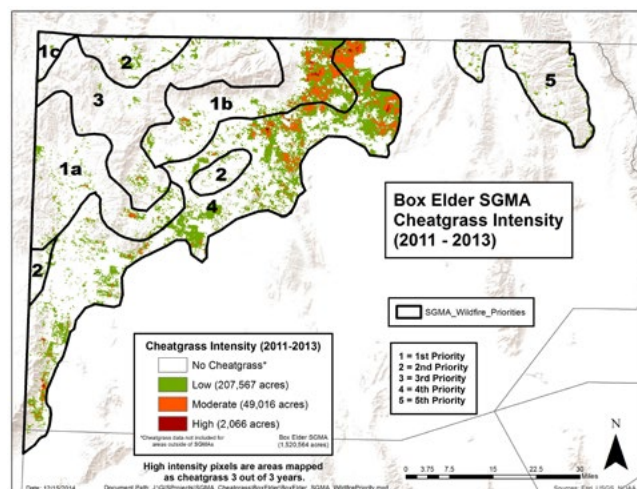 1c
2
3
1b
5
1a
2
4
2
Box Elder SGMA
Cheatgrass Intensity
(2011 - 2013)
SGMA_Wildfire_Priorities
Cheatgrass Intensity (2011-2013)
No Cheatgrass*
Low (207,567 acres)
Moderate (49,016 acres)
High (2,066 acres)
*Cheatgrass data not included for
areas outside of SGMAs
Box Elder SGMA
(1,520,564 acres)
1 = 1st Priority
2 = 2nd Priority
3 = 3rd Priority
4 = 4th Priority
5 = 5th Priority
High intensity pixels are areas mapped
as cheatgrass 3 out of 3 years.
N
0 3.75 7.5 15 22.5 30
Miles
Date: 12/15/2014